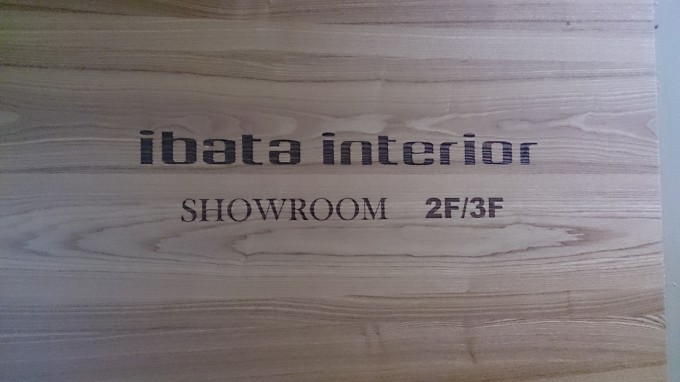 ibata interior
SHOWROOM 2F/3F